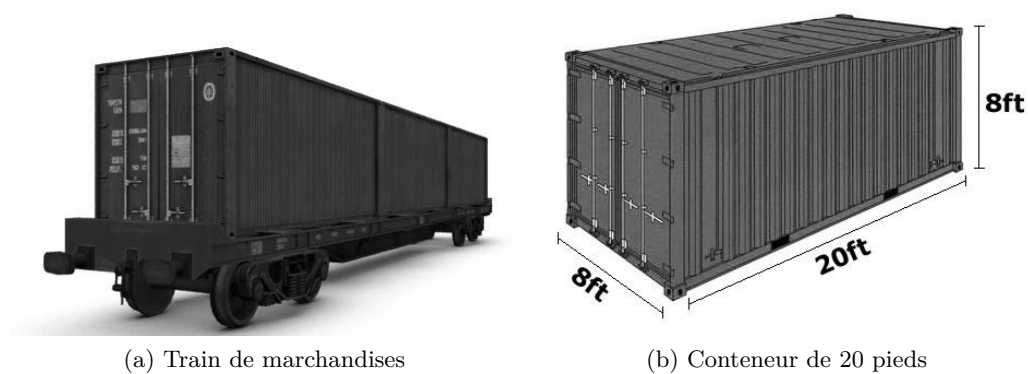 8ft
20ft
8ft
(a) Train de marchandises
(b) Conteneur de 20 pieds